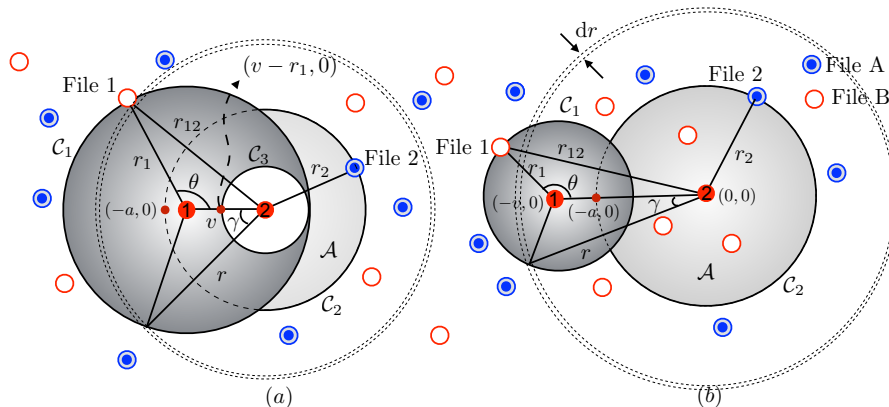 (v − r₁, 0)
File 1
C₁
r₁₂
r₁
C₃
r₂
File 2
θ
(−a, 0)
1
2
v
γ
r
A
C₂
(a)
dr
File 2
File A
File B
C₁
File 1
r₁₂
r₁
r₂
θ
(−v, 0)
1
(−a, 0)
2
(0, 0)
γ
r
A
C₂
(b)